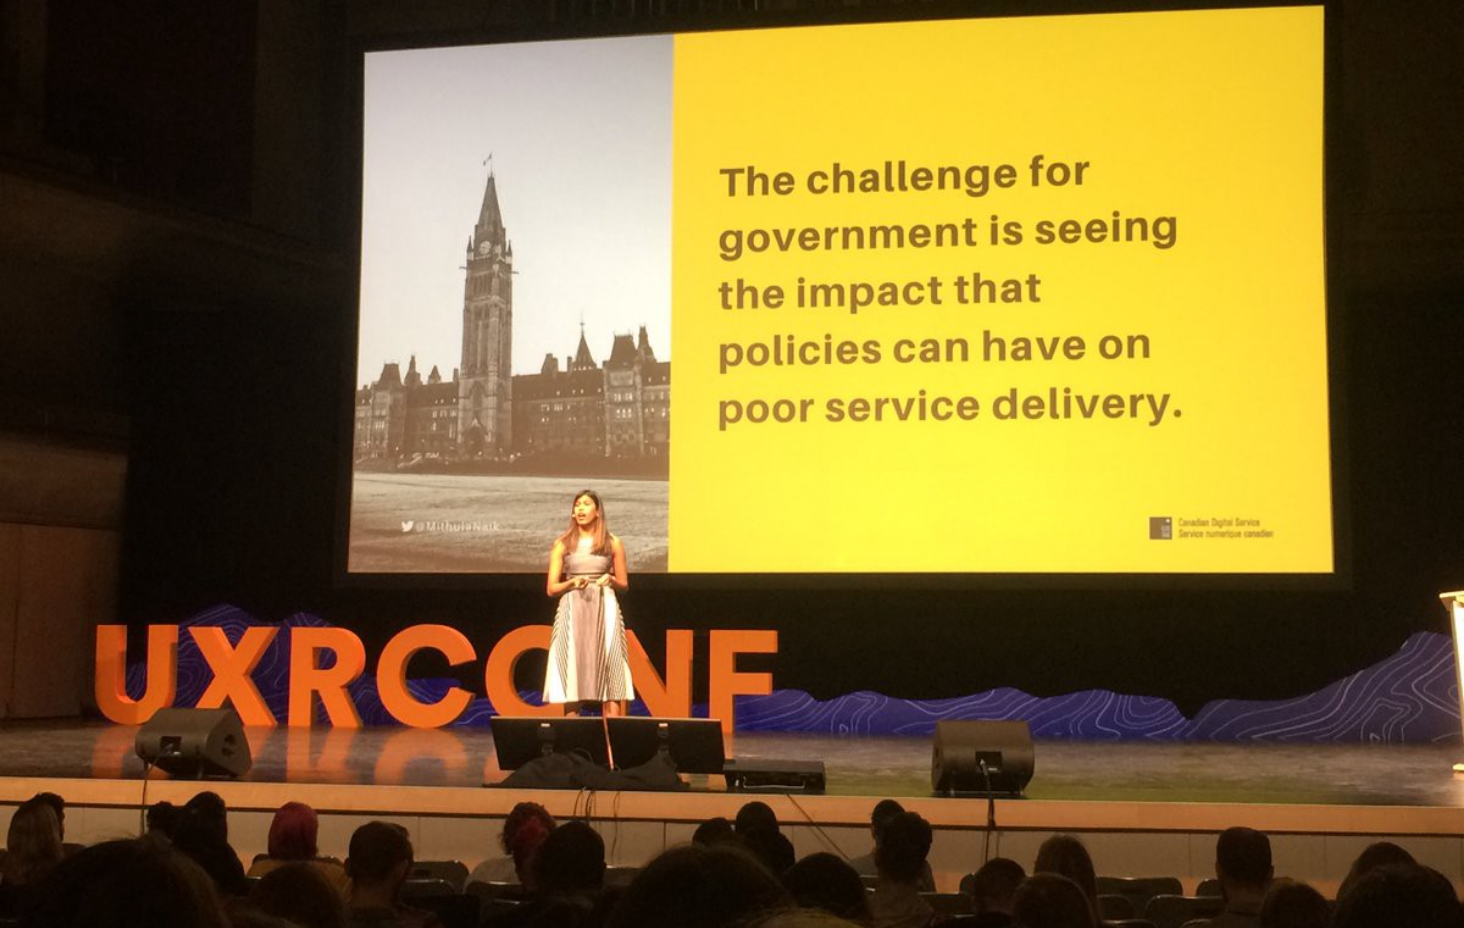 The challenge for
government is seeing
the impact that
policies can have on
poor service delivery.
@MithulaNaik
Canadian Digital Service
Service numérique canadien
UXRCONF